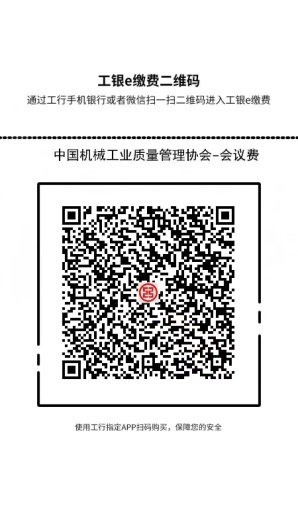 工银e缴费二维码
通过工行手机银行或者微信扫一扫二维码进入工银e缴费
中国机械工业质量管理协会-会议费
使用工行指定APP扫码购买，保障您的安全